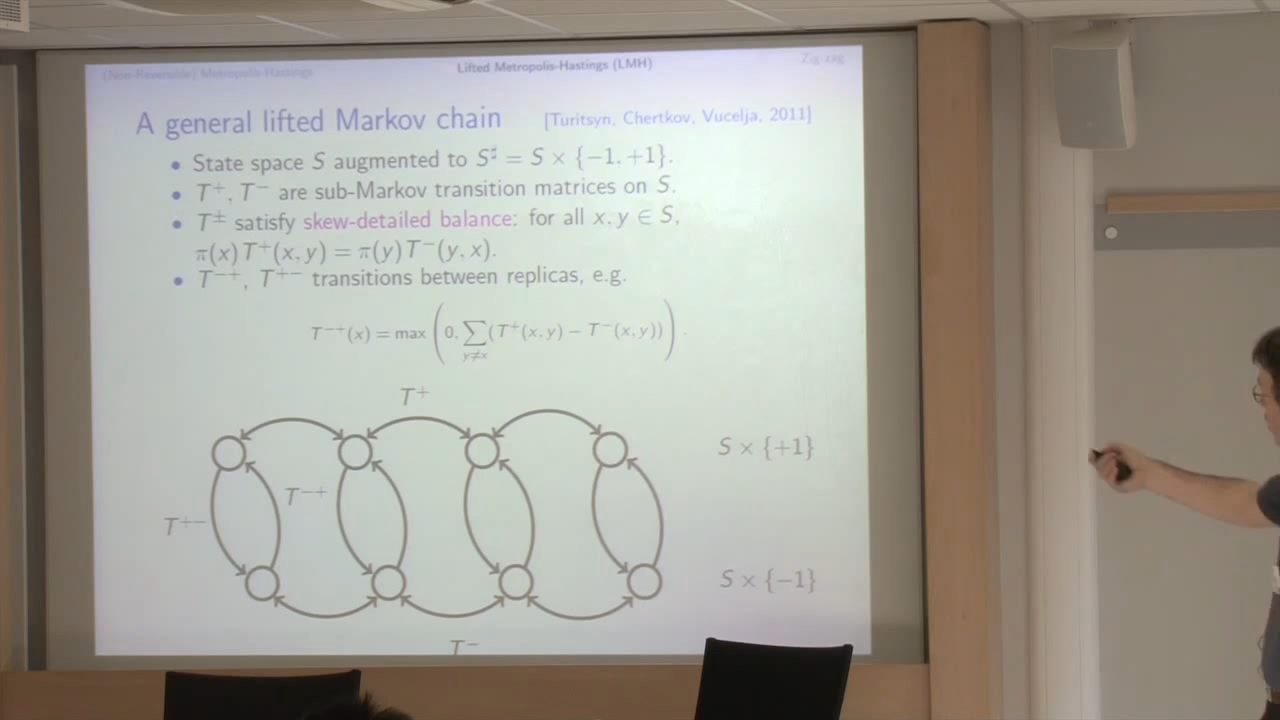 (Non-Reversible) Metropolis-Hastings
Lifted Metropolis-Hastings (LMH)
Zig-zag
A general lifted Markov chain [Turitsyn, Chertkov, Vucelja, 2011]
• State space S augmented to S♯ = S × {−1, +1}.
• T⁺, T⁻ are sub-Markov transition matrices on S.
• T± satisfy skew-detailed balance: for all x, y ∈ S,
π(x)T⁺(x, y) = π(y)T⁻(y, x).
• T⁻⁺, T⁺⁻ transitions between replicas, e.g.
T⁻⁺(x) = max(0, ∑_{y≠x}(T⁺(x, y) − T⁻(x, y))).
T⁺
S × {+1}
T⁻⁺
T⁺⁻
S × {−1}
T⁻